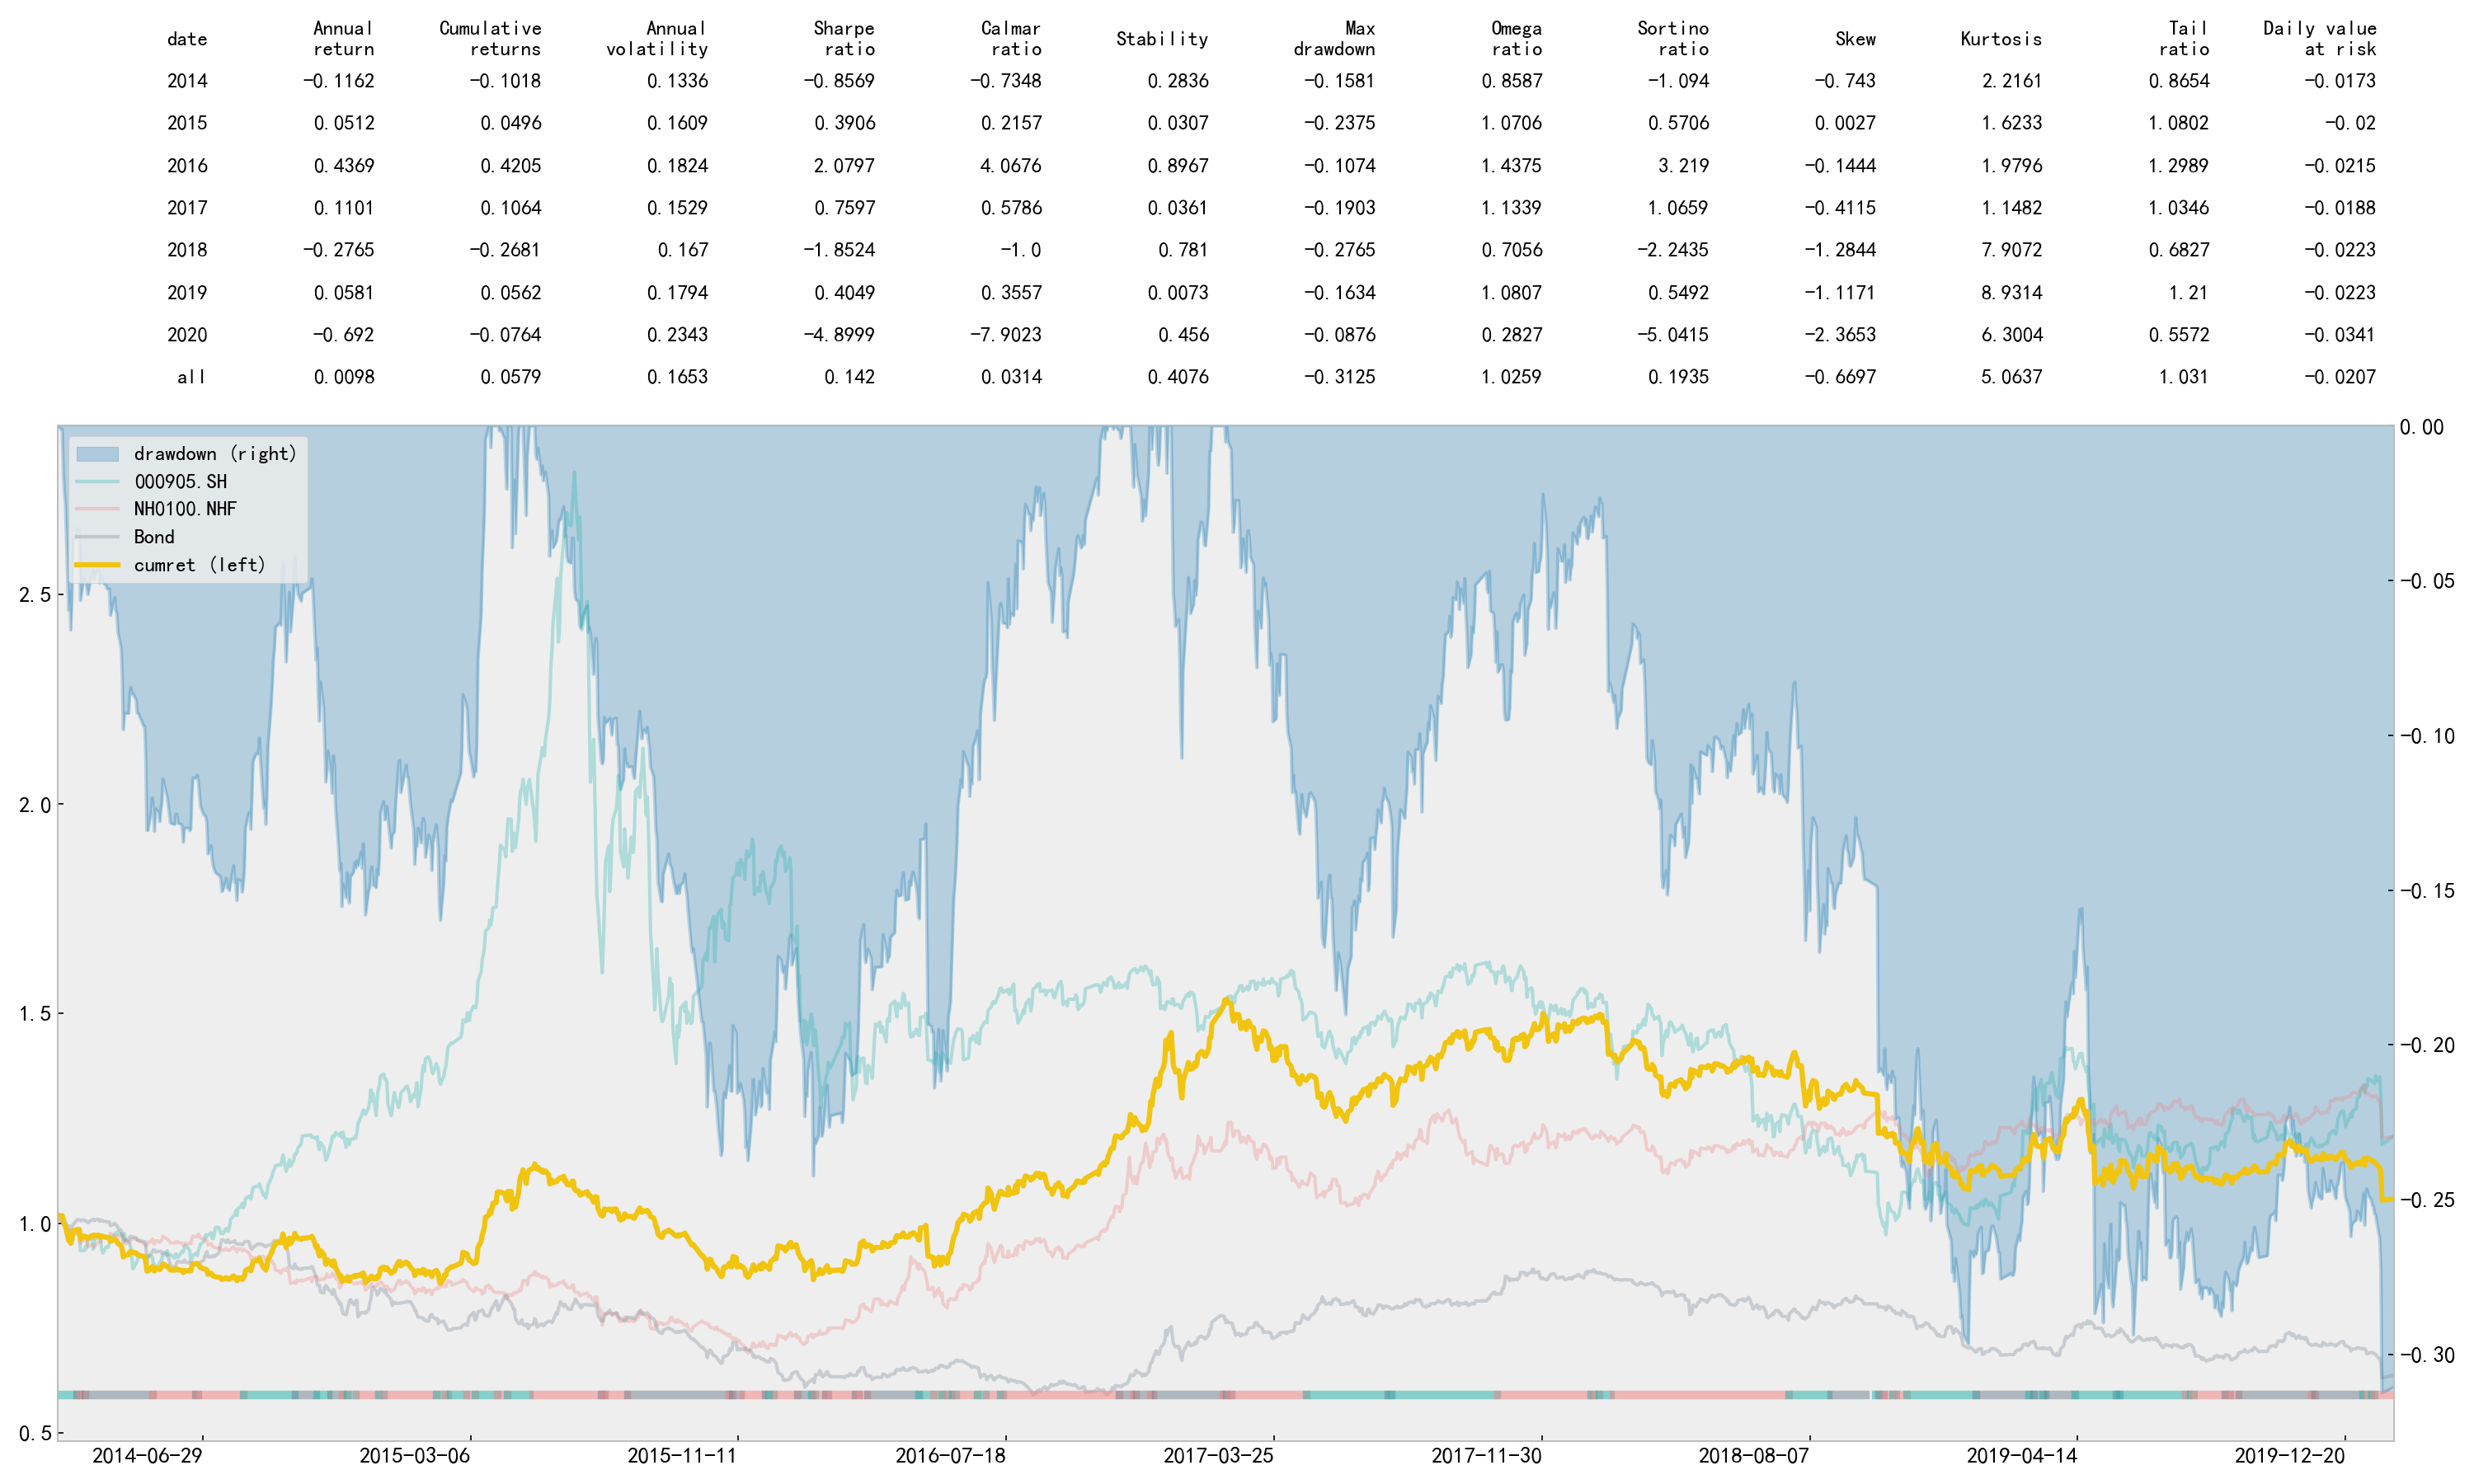 date Annual return Cumulative returns Annual volatility Sharpe ratio Calmar ratio Stability Max drawdown Omega ratio Sortino ratio Skew Kurtosis Tail ratio Daily value at risk
2014 −0.1162 −0.1018 0.1336 −0.8569 −0.7348 0.2836 −0.1581 0.8587 −1.094 −0.743 2.2161 0.8654 −0.0173
2015 0.0512 0.0496 0.1609 0.3906 0.2157 0.0307 −0.2375 1.0706 0.5706 0.0027 1.6233 1.0802 −0.02
2016 0.4369 0.4205 0.1824 2.0797 4.0676 0.8967 −0.1074 1.4375 3.219 −0.1444 1.9796 1.2989 −0.0215
2017 0.1101 0.1064 0.1529 0.7597 0.5786 0.0361 −0.1903 1.1339 1.0659 −0.4115 1.1482 1.0346 −0.0188
2018 −0.2765 −0.2681 0.167 −1.8524 −1.0 0.781 −0.2765 0.7056 −2.2435 −1.2844 7.9072 0.6827 −0.0223
2019 0.0581 0.0562 0.1794 0.4049 0.3557 0.0073 −0.1634 1.0807 0.5492 −1.1171 8.9314 1.21 −0.0223
2020 −0.692 −0.0764 0.2343 −4.8999 −7.9023 0.456 −0.0876 0.2827 −5.0415 −2.3653 6.3004 0.5572 −0.0341
all 0.0098 0.0579 0.1653 0.142 0.0314 0.4076 −0.3125 1.0259 0.1935 −0.6697 5.0637 1.031 −0.0207
drawdown (right)
000905.SH
NH0100.NHF
Bond
cumret (left)
2.5
2.0
1.5
1.0
0.5
0.00
−0.05
−0.10
−0.15
−0.20
−0.25
−0.30
2014−06−29 2015−03−06 2015−11−11 2016−07−18 2017−03−25 2017−11−30 2018−08−07 2019−04−14 2019−12−20